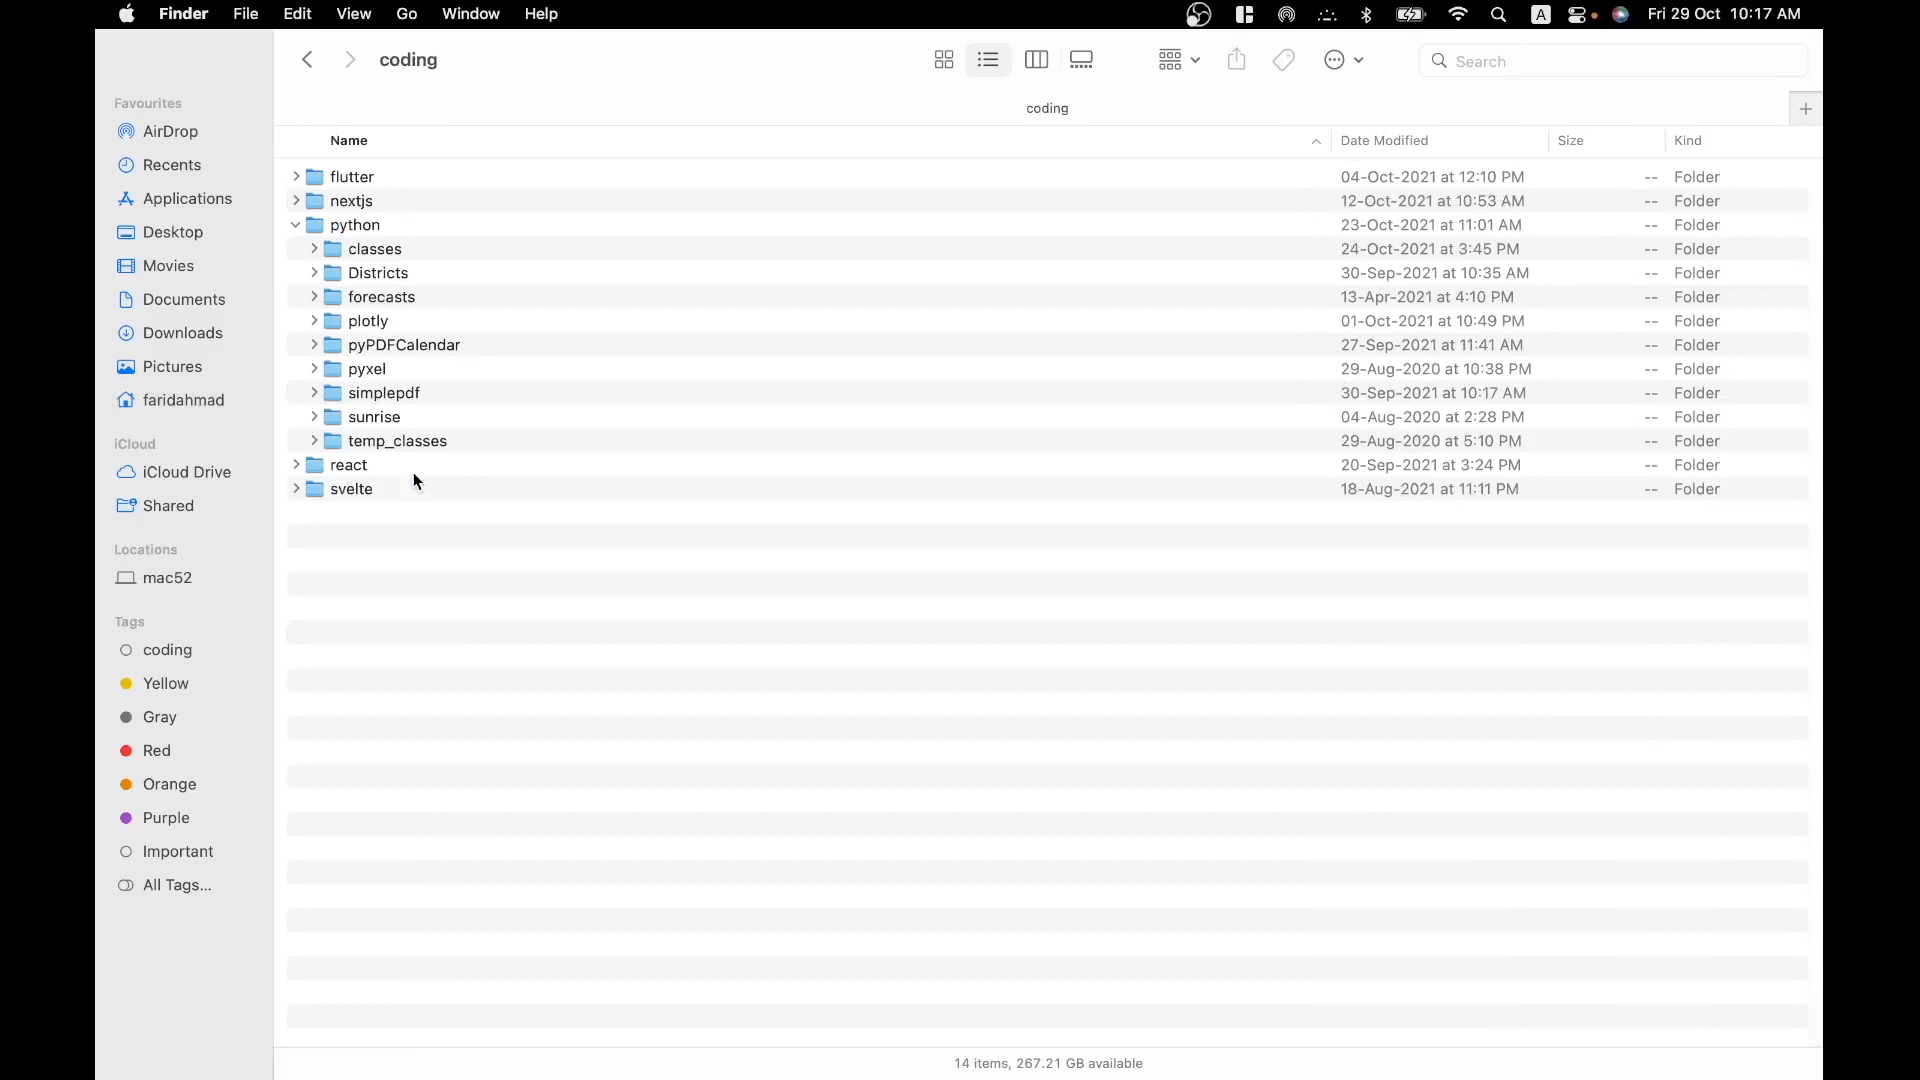 Finder File Edit View Go Window Help A Fri 29 Oct 10:17 AM
coding
Search
coding
Favourites
AirDrop
Recents
Applications
Desktop
Movies
Documents
Downloads
Pictures
faridahmad
iCloud
iCloud Drive
Shared
Locations
mac52
Tags
coding
Yellow
Gray
Red
Orange
Purple
Important
All Tags...
Name Date Modified Size Kind
flutter 04-Oct-2021 at 12:10 PM -- Folder
nextjs 12-Oct-2021 at 10:53 AM -- Folder
python 23-Oct-2021 at 11:01 AM -- Folder
classes 24-Oct-2021 at 3:45 PM -- Folder
Districts 30-Sep-2021 at 10:35 AM -- Folder
forecasts 13-Apr-2021 at 4:10 PM -- Folder
plotly 01-Oct-2021 at 10:49 PM -- Folder
pyPDFCalendar 27-Sep-2021 at 11:41 AM -- Folder
pyxel 29-Aug-2020 at 10:38 PM -- Folder
simplepdf 30-Sep-2021 at 10:17 AM -- Folder
sunrise 04-Aug-2020 at 2:28 PM -- Folder
temp_classes 29-Aug-2020 at 5:10 PM -- Folder
react 20-Sep-2021 at 3:24 PM -- Folder
svelte 18-Aug-2021 at 11:11 PM -- Folder
14 items, 267.21 GB available